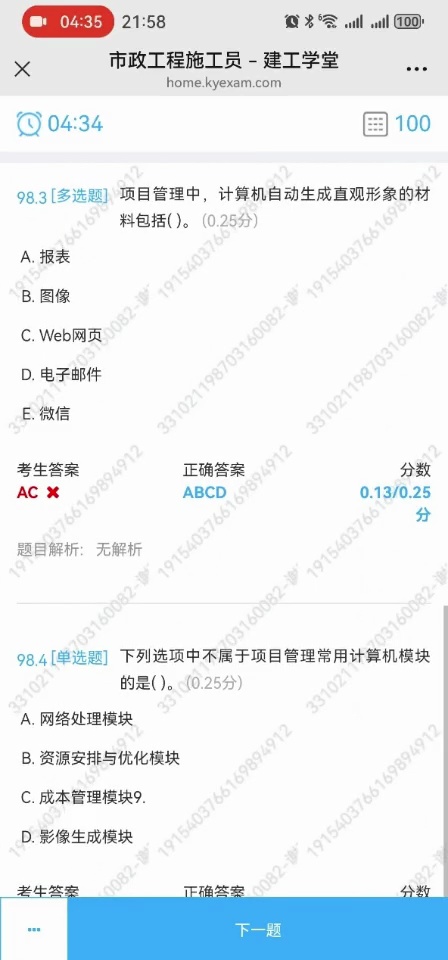 04:35 21:58 6 100
市政工程施工员 – 建工学堂
home.kyexam.com
04:34 100
98.3 [多选题] 项目管理中，计算机自动生成直观形象的材
料包括( )。 (0.25分)
A. 报表
B. 图像
C. Web网页
D. 电子邮件
E. 微信
考生答案 正确答案 分数
AC ABCD 0.13/0.25
分
题目解析: 无解析
98.4 [单选题] 下列选项中不属于项目管理常用计算机模块
的是( )。 (0.25分)
A. 网络处理模块
B. 资源安排与优化模块
C. 成本管理模块9.
D. 影像生成模块
考生答案 正确答案 分数
下一题